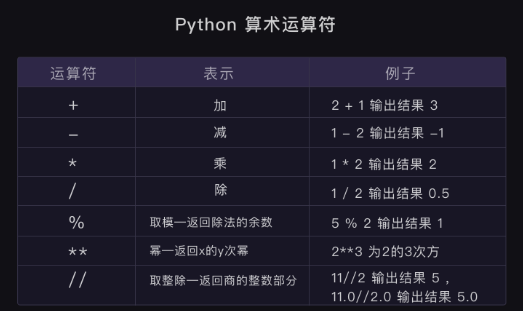 Python 算术运算符
运算符 表示 例子
+ 加 2 + 1 输出结果 3
– 减 1 – 2 输出结果 –1
* 乘 1 * 2 输出结果 2
/ 除 1 / 2 输出结果 0.5
% 取模一返回除法的余数 5 % 2 输出结果 1
** 幂一返回x的y次幂 2**3 为2的3次方
// 取整除一返回商的整数部分 11//2 输出结果 5 ,
11.0//2.0 输出结果 5.0